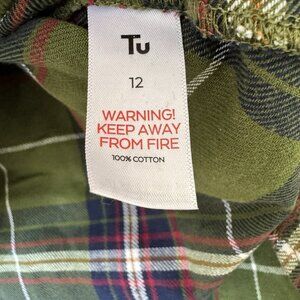 Tu
12
WARNING!
KEEP AWAY
FROM FIRE
100% COTTON